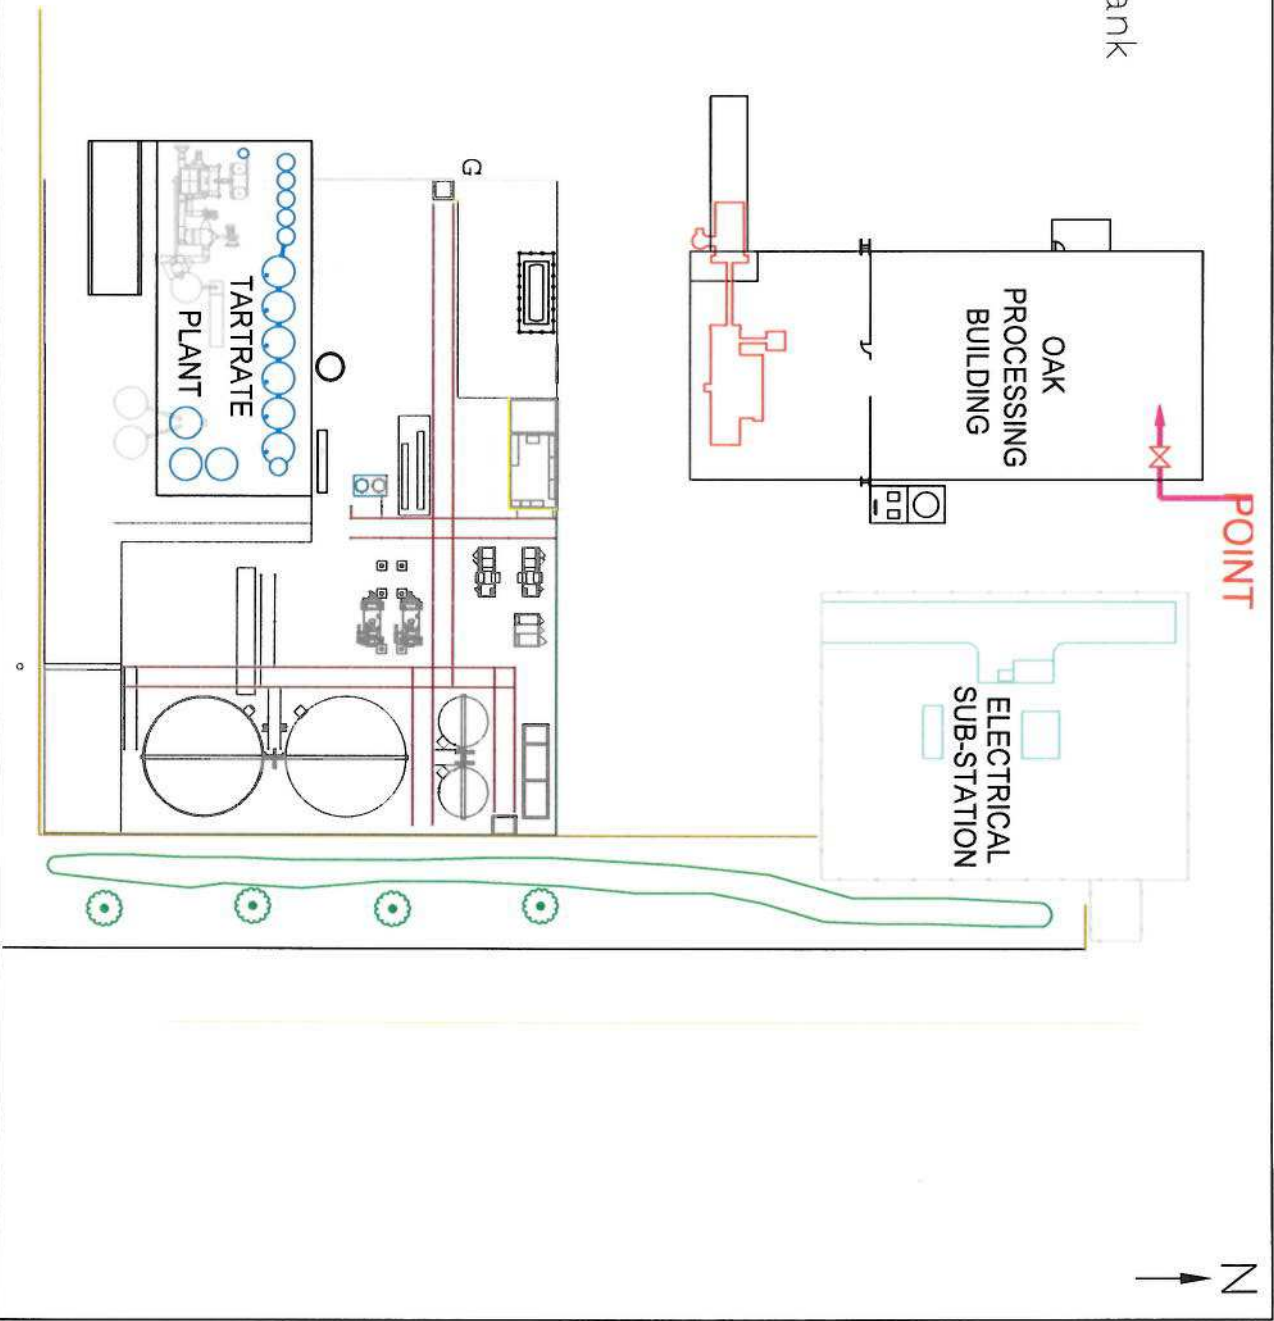 ank
POINT
OAK
PROCESSING
BUILDING
ELECTRICAL
SUB-STATION
G
TARTRATE
PLANT
N